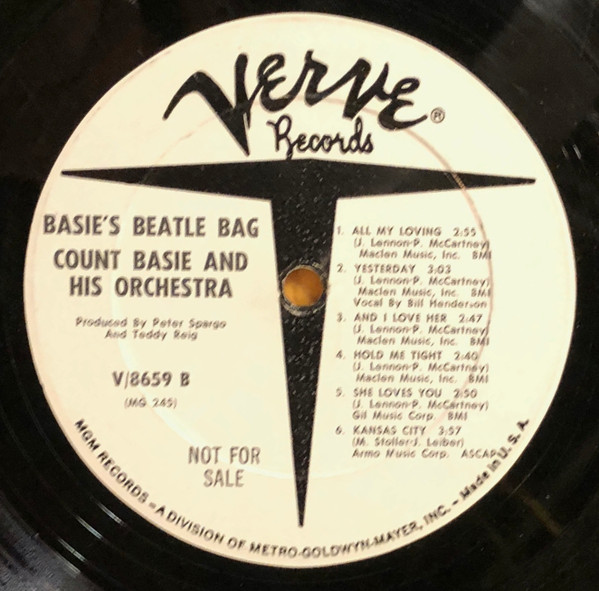 VERVE ®
Records
BASIE'S BEATLE BAG
COUNT BASIE AND
HIS ORCHESTRA
Produced By Peter Spargo
And Teddy Reig
V/8659 B
(MG 245)
NOT FOR
SALE
1. ALL MY LOVING 2:55
(J. Lennon-P. McCartney)
Maclen Music, Inc. BMI
2. YESTERDAY 3:03
(J. Lennon-P. McCartney)
Maclen Music, Inc. BMI
Vocal By Bill Henderson
3. AND I LOVE HER 2:47
(J. Lennon-P. McCartney)
Maclen Music, Inc. BMI
4. HOLD ME TIGHT 2:40
(J. Lennon-P. McCartney)
Maclen Music, Inc. BMI
5. SHE LOVES YOU 2:50
(J. Lennon-P. McCartney)
Gil Music Corp. BMI
6. KANSAS CITY 3:57
(M. Stoller-J. Leiber)
Armo Music Corp. ASCAP
MGM RECORDS – A DIVISION OF METRO-GOLDWYN-MAYER, INC. – Made in U.S.A.